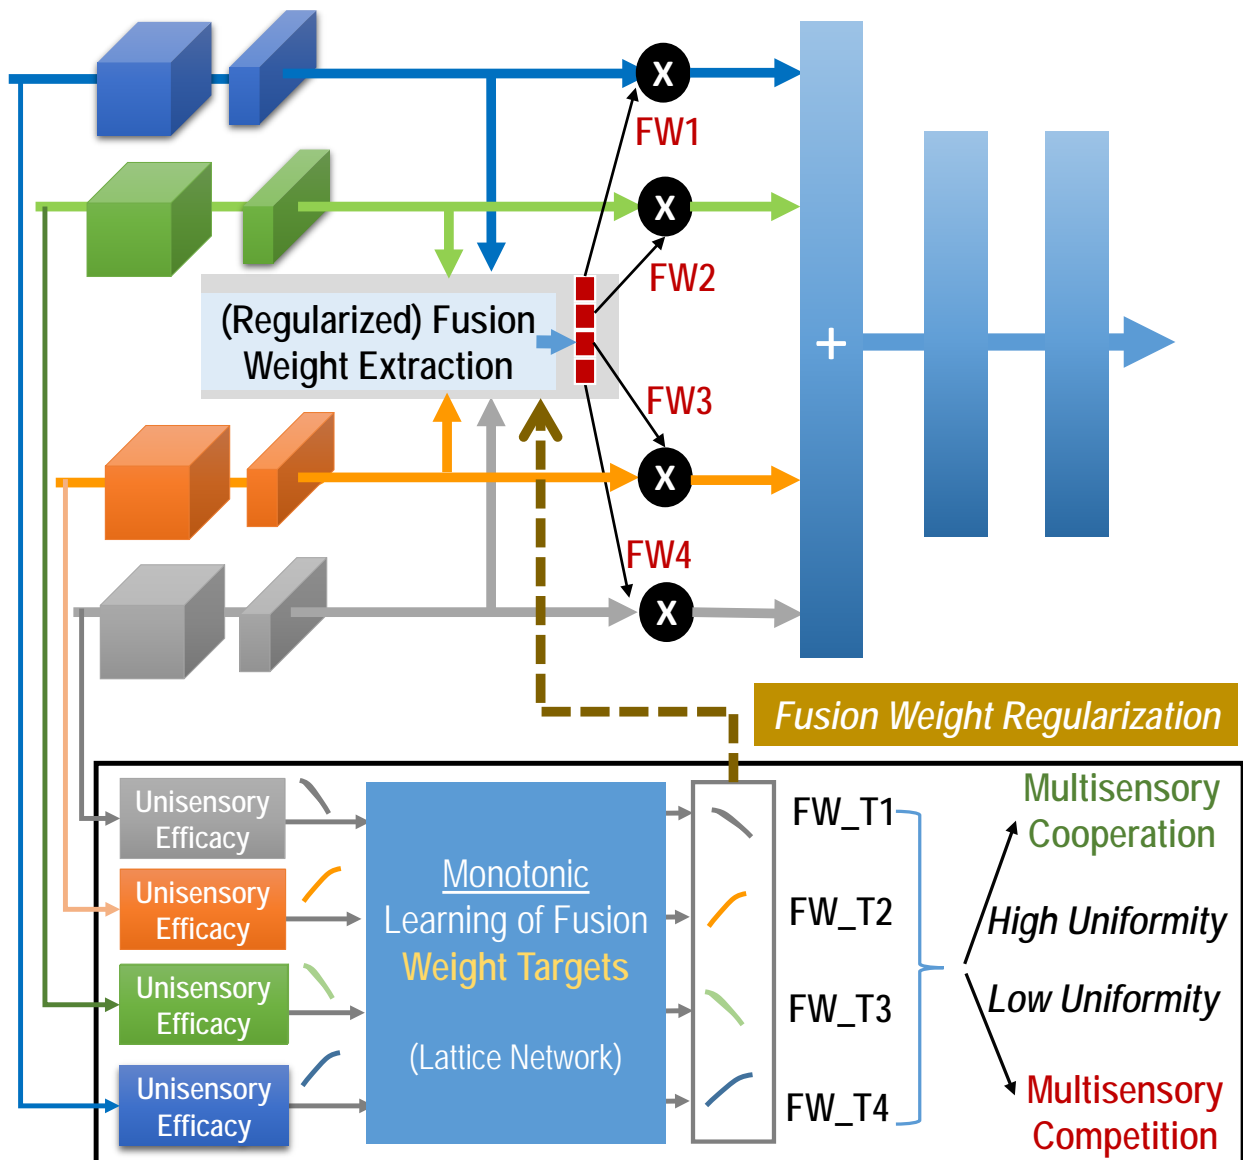 X
FW1
X
FW2
(Regularized) Fusion
Weight Extraction
+
FW3
X
FW4
X
Fusion Weight Regularization
Unisensory
Efficacy
Unisensory
Efficacy
Unisensory
Efficacy
Unisensory
Efficacy
Monotonic
Learning of Fusion
Weight Targets
(Lattice Network)
FW_T1
FW_T2
FW_T3
FW_T4
Multisensory
Cooperation
High Uniformity
Low Uniformity
Multisensory
Competition